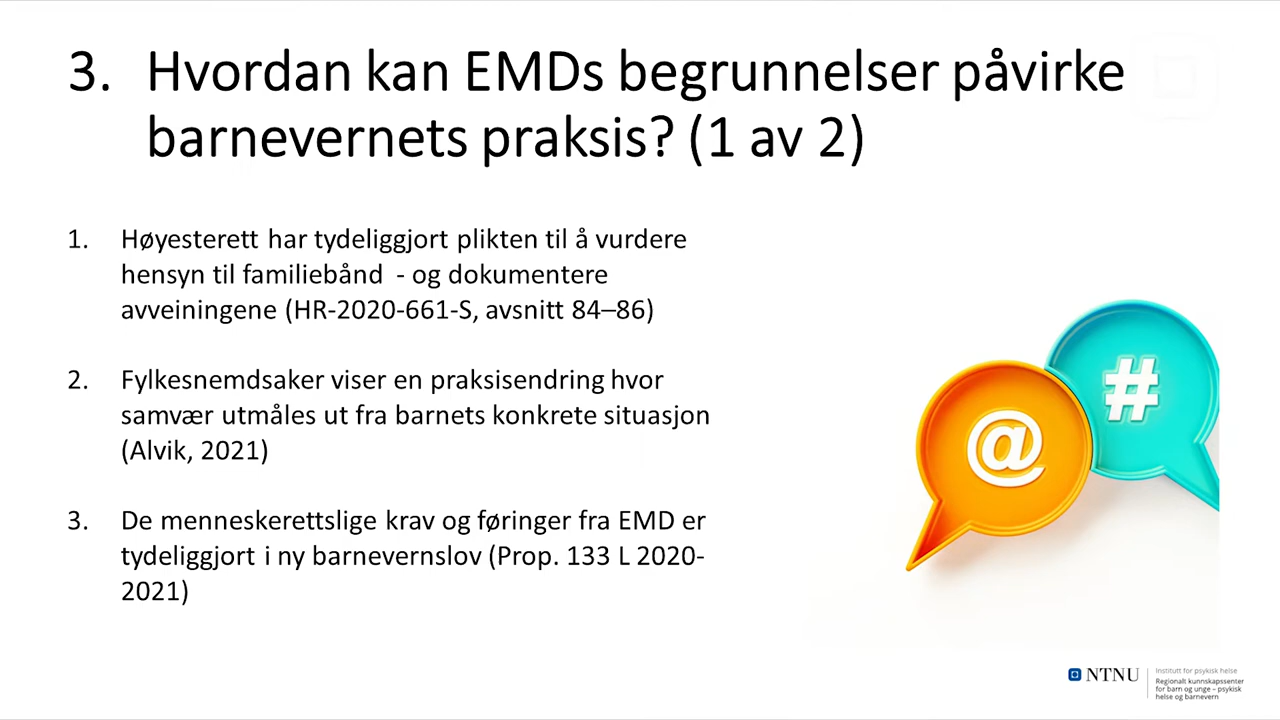 3. Hvordan kan EMDs begrunnelser påvirke
barnevernets praksis? (1 av 2)
1. Høyesterett har tydeliggjort plikten til å vurdere
hensyn til familiebånd - og dokumentere
avveiningene (HR-2020-661-S, avsnitt 84–86)
2. Fylkesnemdsaker viser en praksisendring hvor
samvær utmåles ut fra barnets konkrete situasjon
(Alvik, 2021)
3. De menneskerettslige krav og føringer fra EMD er
tydeliggjort i ny barnevernslov (Prop. 133 L 2020-
2021)
@
#
NTNU
Institutt for psykisk helse
Regionalt kunnskapssenter
for barn og unge – psykisk
helse og barnevern